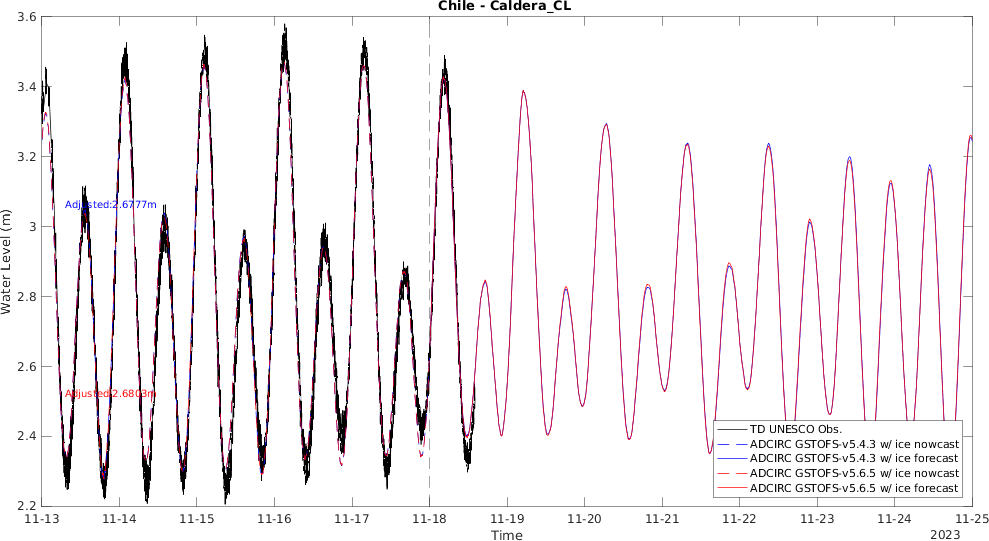 Chile - Caldera_CL
3.6
3.4
3.2
3
2.8
2.6
2.4
2.2
Water Level (m)
Adjusted:2.6777m
Adjusted:2.6803m
TD UNESCO Obs.
ADCIRC GSTOFS-v5.4.3 w/ ice nowcast
ADCIRC GSTOFS-v5.4.3 w/ ice forecast
ADCIRC GSTOFS-v5.6.5 w/ ice nowcast
ADCIRC GSTOFS-v5.6.5 w/ ice forecast
11-13 11-14 11-15 11-16 11-17 11-18 11-19 11-20 11-21 11-22 11-23 11-24 11-25
Time
2023